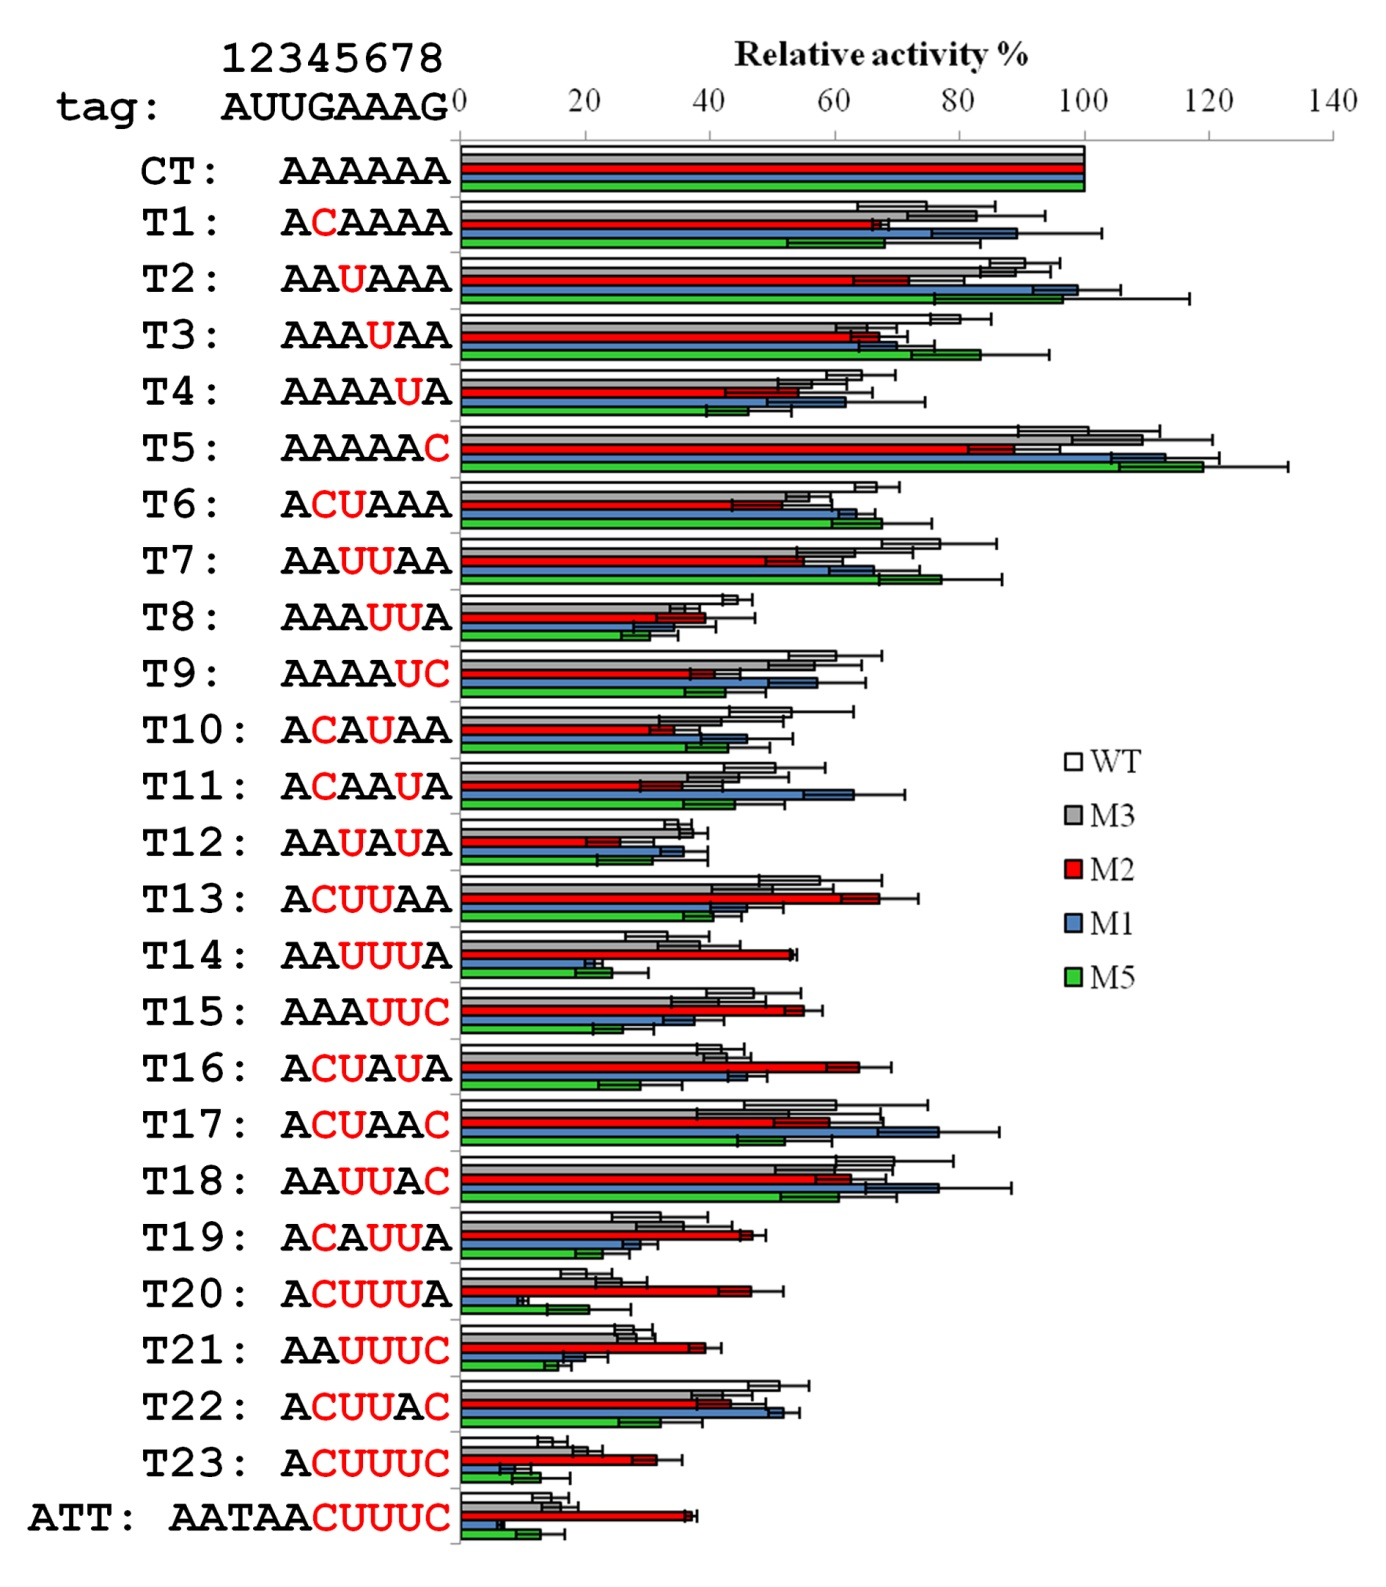 12345678
Relative activity %
tag: AUUGAAAG
0 20 40 60 80 100 120 140
CT: AAAAAA
T1: ACAAAA
T2: AAUAAA
T3: AAAUAA
T4: AAAAUA
T5: AAAAAC
T6: ACUAAA
T7: AAUUAA
T8: AAAUUA
T9: AAAAUC
T10: ACAUAA
T11: ACAAUA
T12: AAUAUA
T13: ACUUAA
T14: AAUUUA
T15: AAAUUC
T16: ACUAUA
T17: ACUAAC
T18: AAUUAC
T19: ACAUUA
T20: ACUUUA
T21: AAUUUC
T22: ACUUAC
T23: ACUUUC
ATT: AATAACUUUC
WT
M3
M2
M1
M5